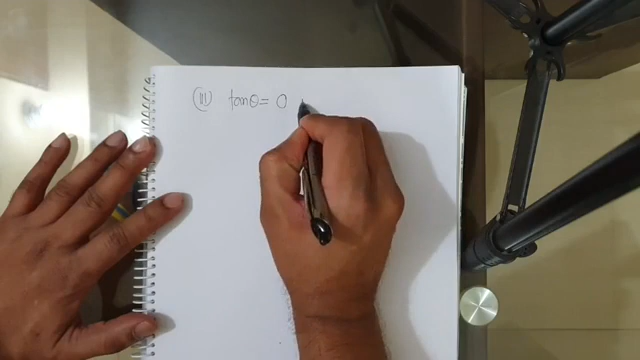 (III) tanθ = 0